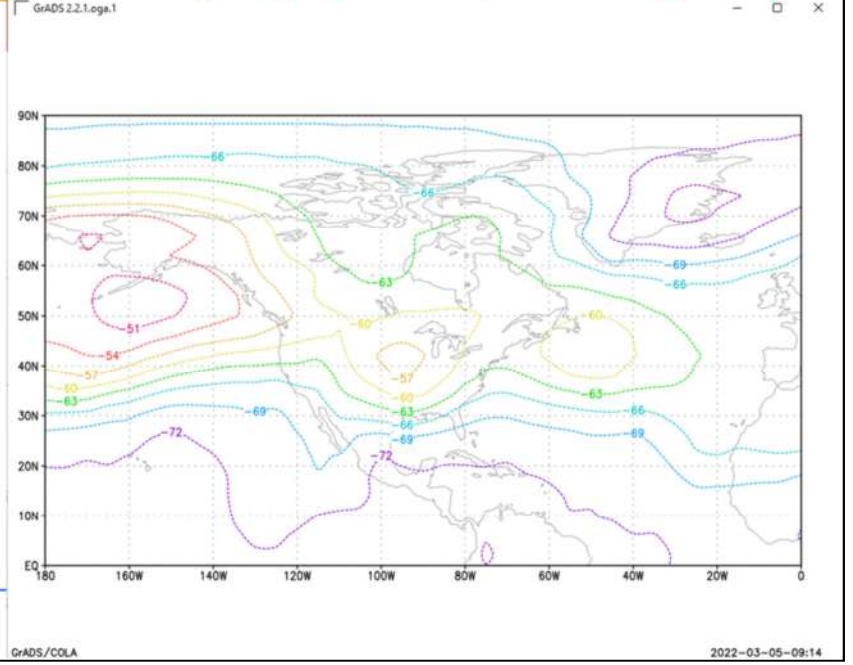 GrADS 2.2.1.oga.1
90N
80N
70N
60N
50N
40N
30N
20N
10N
EQ
-66
-66
-69
-66
-63
-60
-60
-51
-54
-57
-57
-60
-60
-63
-63
-63
-66
-66
-69
-69
-69
-72
-72
180 160W 140W 120W 100W 80W 60W 40W 20W 0
GrADS/COLA 2022-03-05-09:14